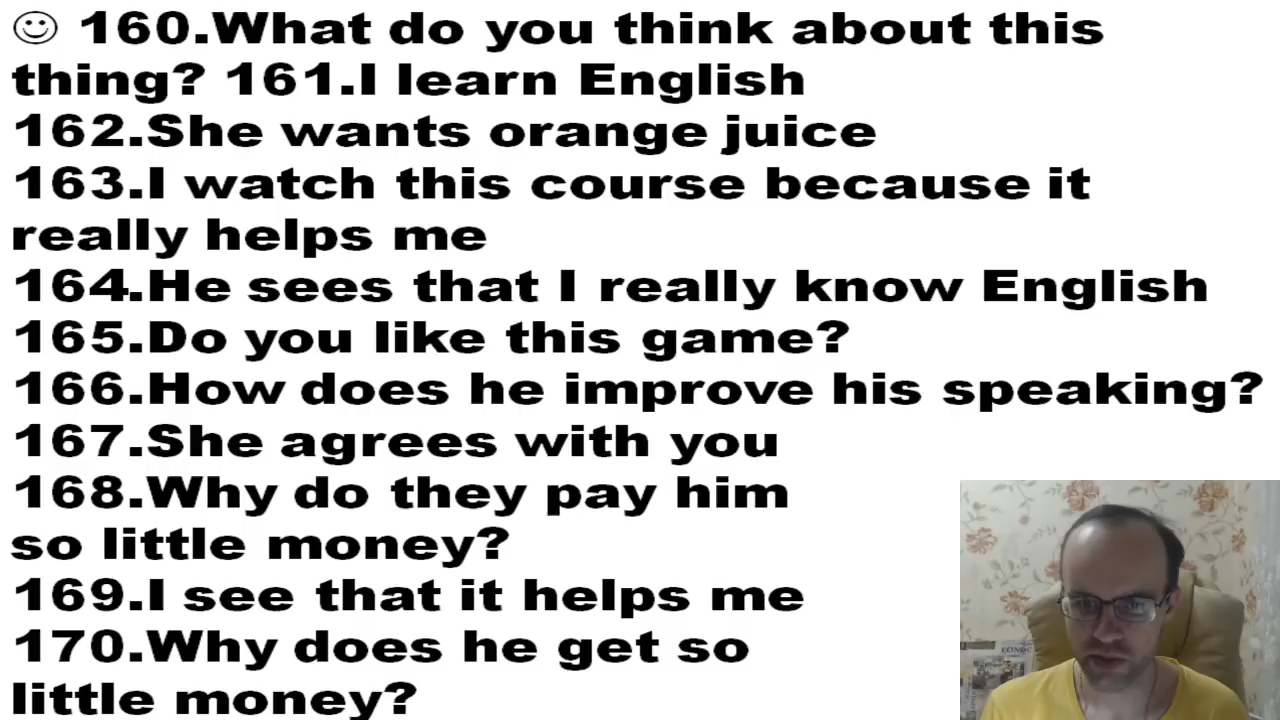 ☺ 160.What do you think about this
thing? 161.I learn English
162.She wants orange juice
163.I watch this course because it
really helps me
164.He sees that I really know English
165.Do you like this game?
166.How does he improve his speaking?
167.She agrees with you
168.Why do they pay him
so little money?
169.I see that it helps me
170.Why does he get so
little money?